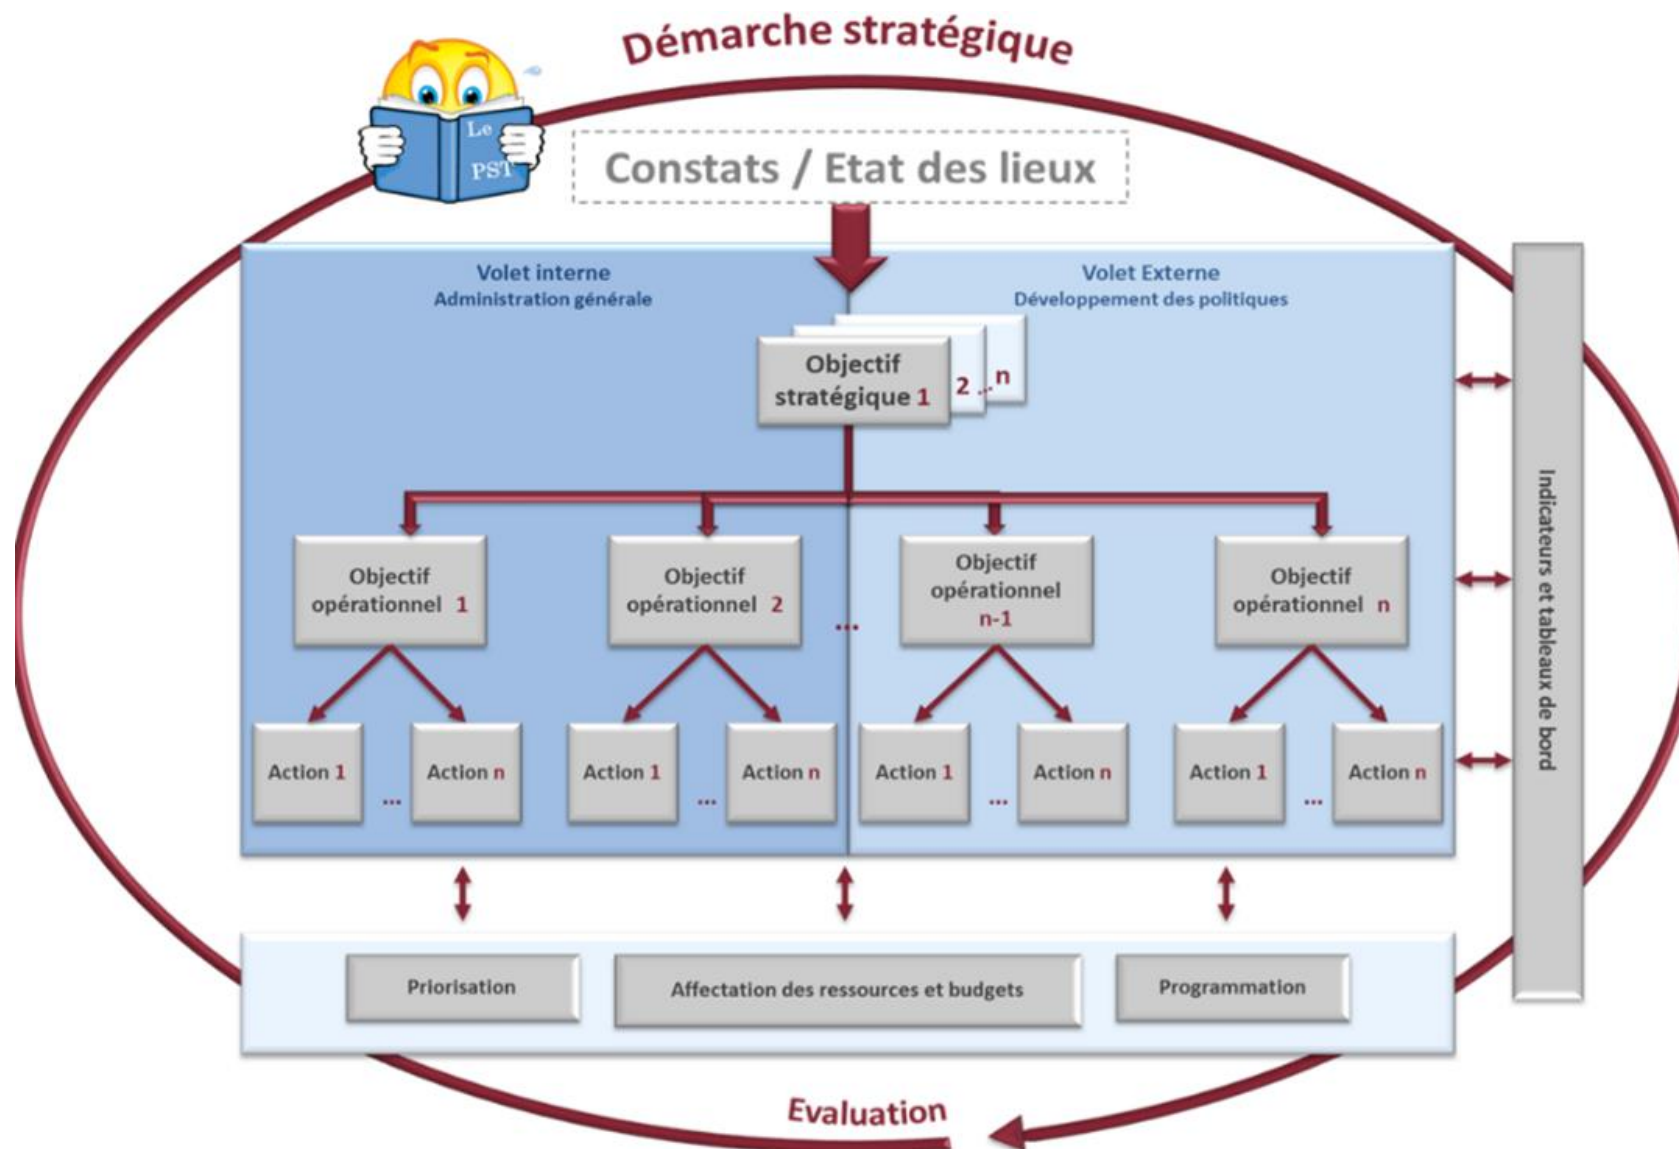 Démarche stratégique
Le
PST
Constats / Etat des lieux
Volet interne
Administration générale
Volet Externe
Développement des politiques
Objectif
stratégique 1
2 ... n
Objectif
opérationnel 1
Objectif
opérationnel 2
...
Objectif
opérationnel
n-1
Objectif
opérationnel n
Action 1
...
Action n
Action 1
...
Action n
Action 1
...
Action n
Action 1
...
Action n
Indicateurs et tableaux de bord
Priorisation
Affectation des ressources et budgets
Programmation
Evaluation